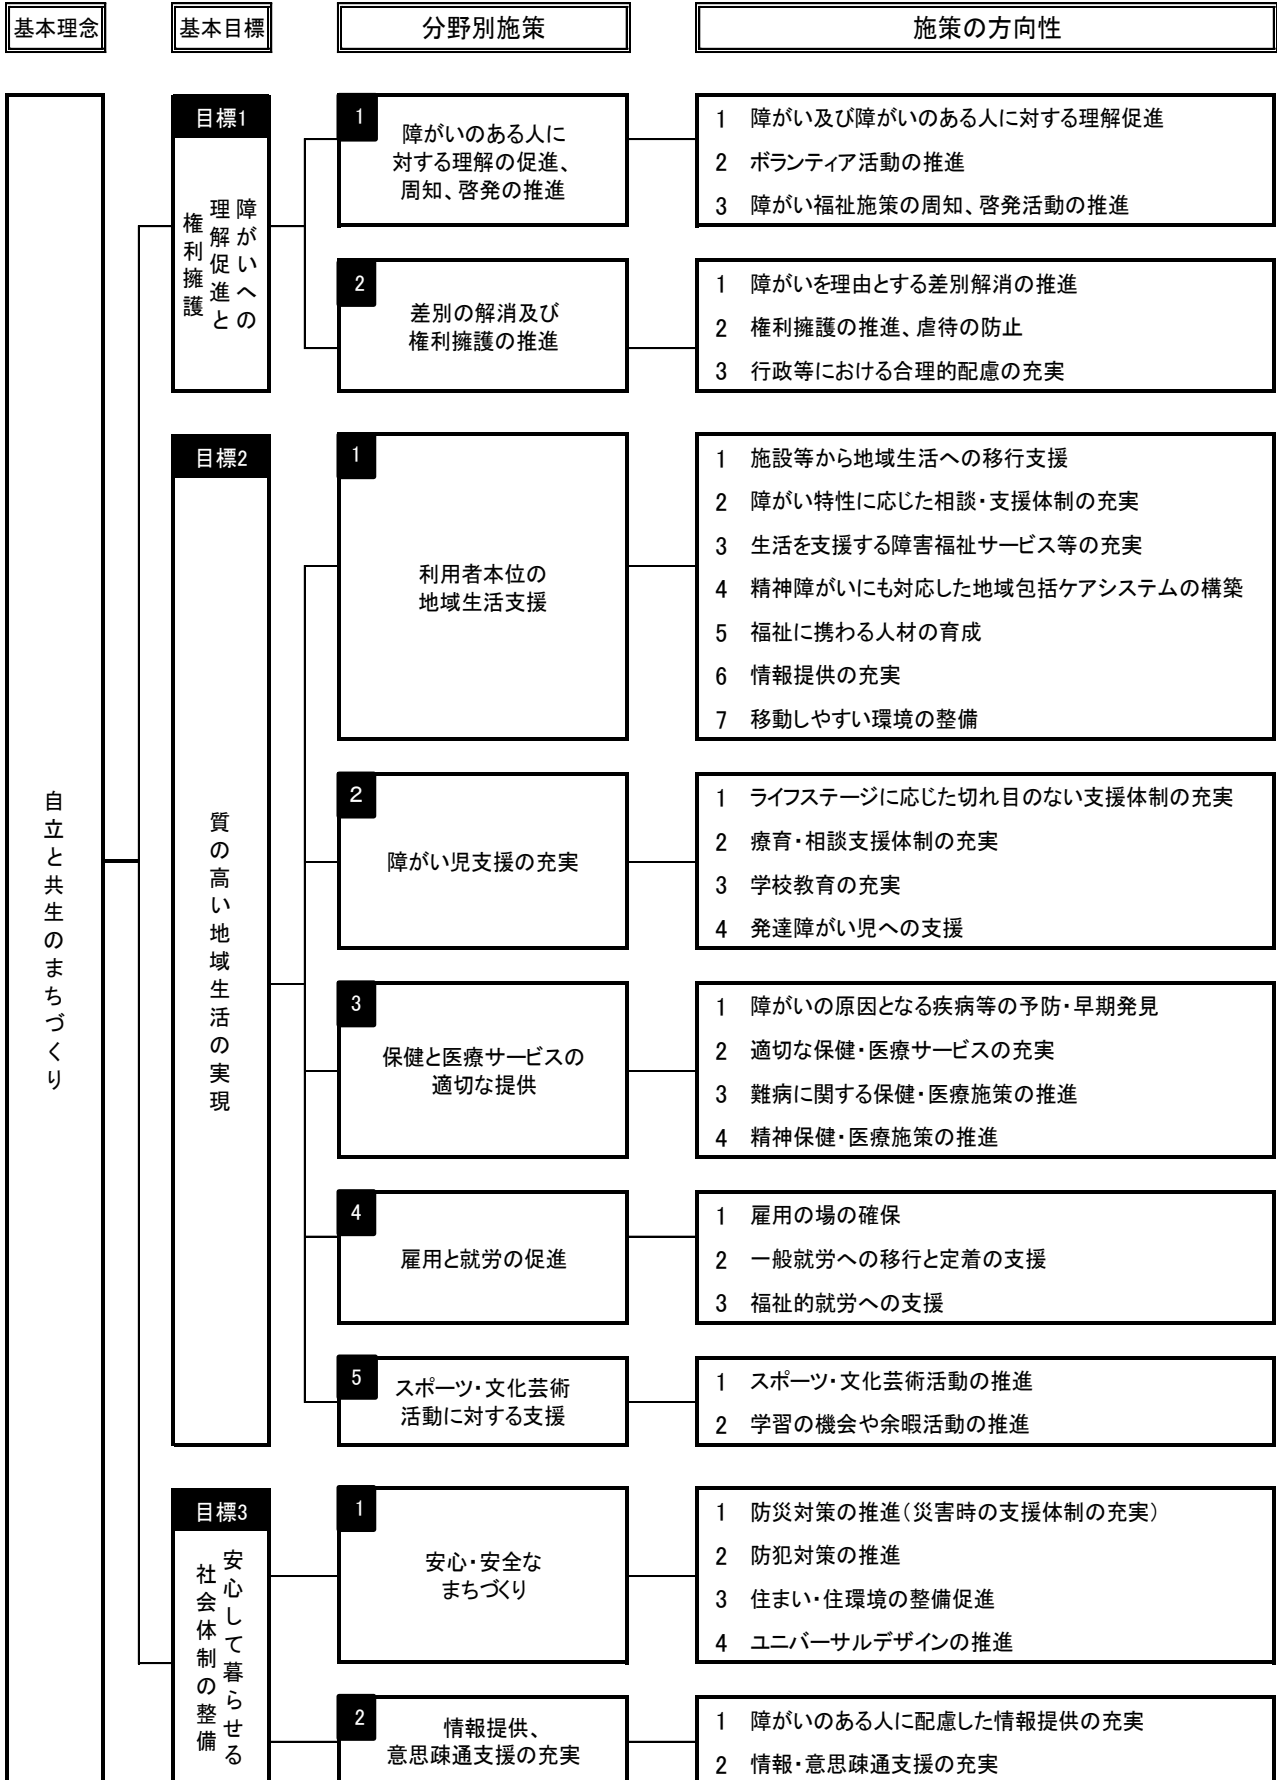 基本理念
基本目標
分野別施策
施策の方向性
自立と共生のまちづくり
目標1
障がいへの
理解促進と
権利擁護
1
障がいのある人に
対する理解の促進、
周知、啓発の推進
1 障がい及び障がいのある人に対する理解促進
2 ボランティア活動の推進
3 障がい福祉施策の周知、啓発活動の推進
2
差別の解消及び
権利擁護の推進
1 障がいを理由とする差別解消の推進
2 権利擁護の推進、虐待の防止
3 行政等における合理的配慮の充実
目標2
質の高い地域生活の実現
1
利用者本位の
地域生活支援
1 施設等から地域生活への移行支援
2 障がい特性に応じた相談・支援体制の充実
3 生活を支援する障害福祉サービス等の充実
4 精神障がいにも対応した地域包括ケアシステムの構築
5 福祉に携わる人材の育成
6 情報提供の充実
7 移動しやすい環境の整備
2
障がい児支援の充実
1 ライフステージに応じた切れ目のない支援体制の充実
2 療育・相談支援体制の充実
3 学校教育の充実
4 発達障がい児への支援
3
保健と医療サービスの
適切な提供
1 障がいの原因となる疾病等の予防・早期発見
2 適切な保健・医療サービスの充実
3 難病に関する保健・医療施策の推進
4 精神保健・医療施策の推進
4
雇用と就労の促進
1 雇用の場の確保
2 一般就労への移行と定着の支援
3 福祉的就労への支援
5
スポーツ・文化芸術
活動に対する支援
1 スポーツ・文化芸術活動の推進
2 学習の機会や余暇活動の推進
目標3
安心して暮らせる
社会体制の整備
1
安心・安全な
まちづくり
1 防災対策の推進（災害時の支援体制の充実）
2 防犯対策の推進
3 住まい・住環境の整備促進
4 ユニバーサルデザインの推進
2
情報提供、
意思疎通支援の充実
1 障がいのある人に配慮した情報提供の充実
2 情報・意思疎通支援の充実